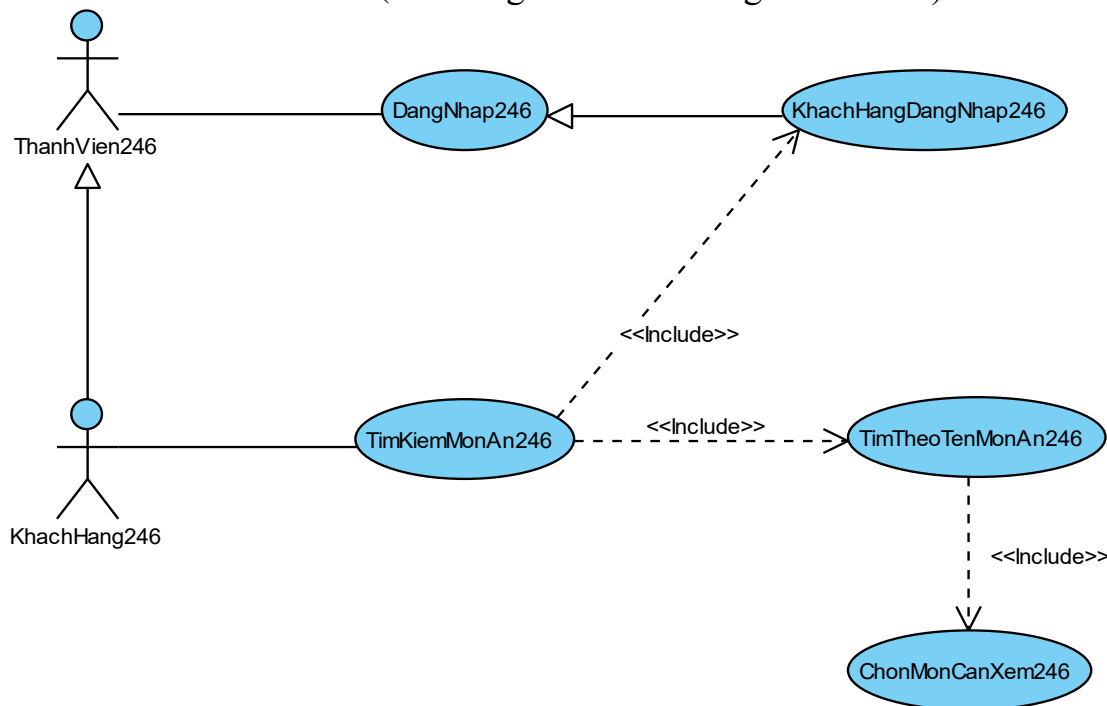 ThanhVien246
DangNhap246
KhachHangDangNhap246
<<Include>>
KhachHang246
TimKiemMonAn246
<<Include>>
TimTheoTenMonAn246
<<Include>>
ChonMonCanXem246